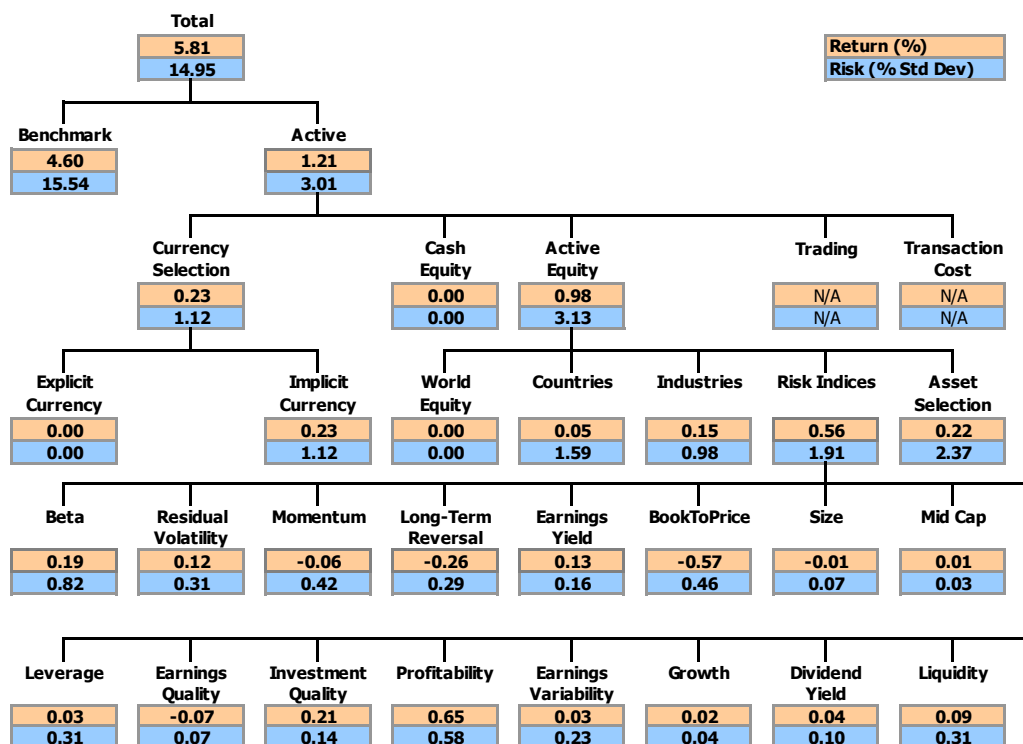 Total
5.81
14.95
Return (%)
Risk (% Std Dev)
Benchmark
Active
4.60
1.21
15.54
3.01
Currency
Selection
Cash
Equity
Active
Equity
Trading
Transaction
Cost
0.23
0.00
0.98
N/A
N/A
1.12
0.00
3.13
N/A
N/A
Explicit
Currency
Implicit
Currency
World
Equity
Countries
Industries
Risk Indices
Asset
Selection
0.00
0.23
0.00
0.05
0.15
0.56
0.22
0.00
1.12
0.00
1.59
0.98
1.91
2.37
Beta
Residual
Volatility
Momentum
Long-Term
Reversal
Earnings
Yield
BookToPrice
Size
Mid Cap
0.19
0.12
-0.06
-0.26
0.13
-0.57
-0.01
0.01
0.82
0.31
0.42
0.29
0.16
0.46
0.07
0.03
Leverage
Earnings
Quality
Investment
Quality
Profitability
Earnings
Variability
Growth
Dividend
Yield
Liquidity
0.03
-0.07
0.21
0.65
0.03
0.02
0.04
0.09
0.31
0.07
0.14
0.58
0.23
0.04
0.10
0.31